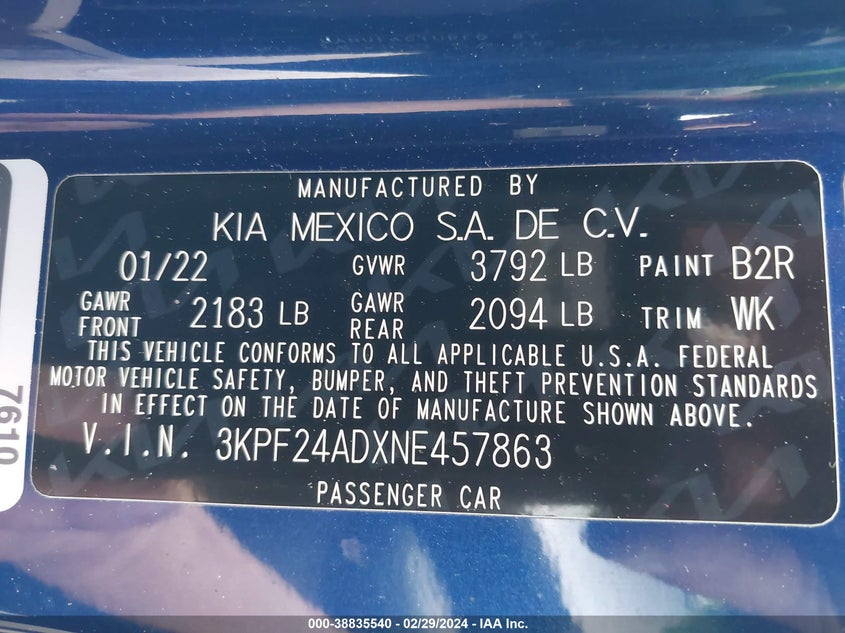 MANUFACTURED BY
KIA MEXICO S.A. DE C.V.
01/22 GVWR 3792 LB PAINT B2R
GAWR FRONT 2183 LB GAWR REAR 2094 LB TRIM WK
THIS VEHICLE CONFORMS TO ALL APPLICABLE U.S.A. FEDERAL
MOTOR VEHICLE SAFETY, BUMPER, AND THEFT PREVENTION STANDARDS
IN EFFECT ON THE DATE OF MANUFACTURE SHOWN ABOVE.
V.I.N. 3KPF24ADXNE457863
PASSENGER CAR
7610
000-38835540 - 02/29/2024 - IAA Inc.